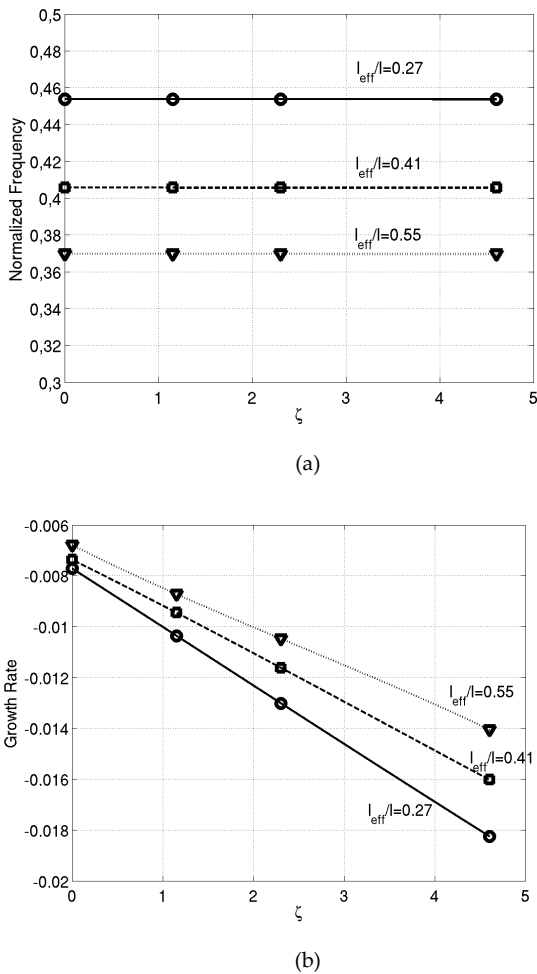 0,5
0,48
0,46
0,44
0,42
0,4
0,38
0,36
0,34
0,32
0,3
Normalized Frequency
l_eff/l=0.27
l_eff/l=0.41
l_eff/l=0.55
0 1 2 3 4 5
ζ
(a)
-0.006
-0.008
-0.01
-0.012
-0.014
-0.016
-0.018
-0.02
Growth Rate
l_eff/l=0.55
l_eff/l=0.41
l_eff/l=0.27
0 1 2 3 4 5
ζ
(b)